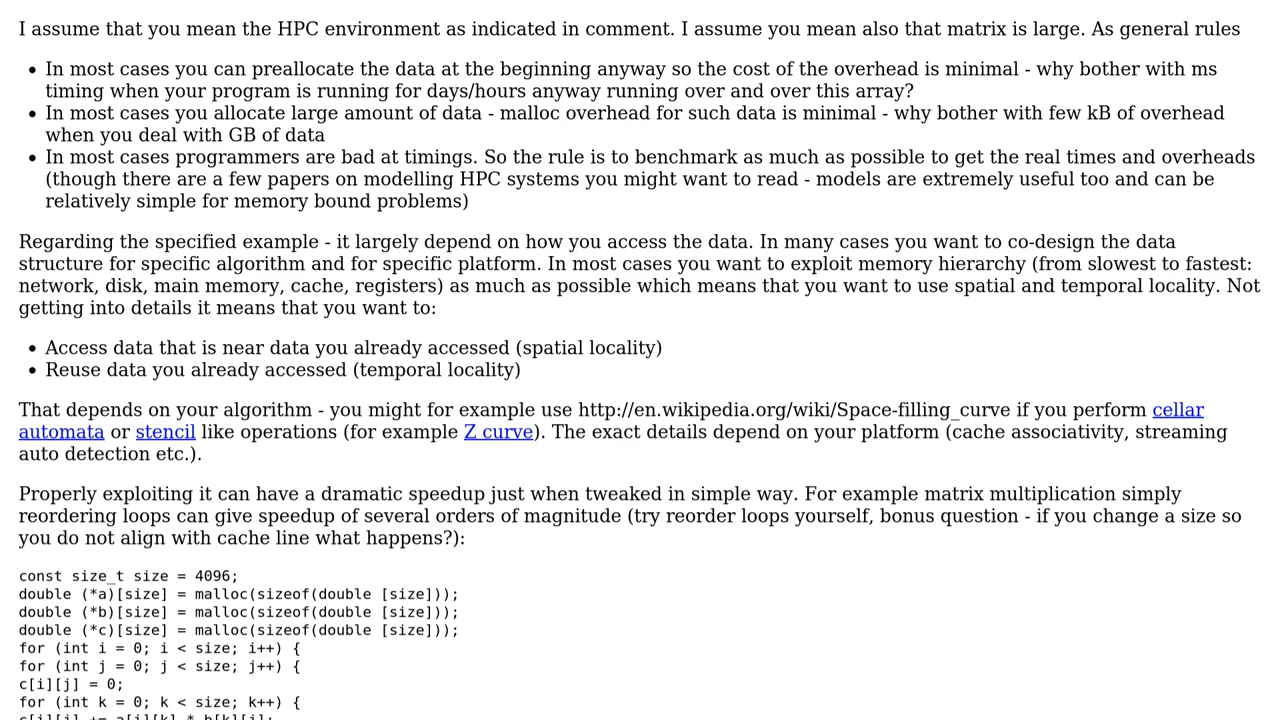 I assume that you mean the HPC environment as indicated in comment. I assume you mean also that matrix is large. As general rules
• In most cases you can preallocate the data at the beginning anyway so the cost of the overhead is minimal - why bother with ms
timing when your program is running for days/hours anyway running over and over this array?
• In most cases you allocate large amount of data - malloc overhead for such data is minimal - why bother with few kB of overhead
when you deal with GB of data
• In most cases programmers are bad at timings. So the rule is to benchmark as much as possible to get the real times and overheads
(though there are a few papers on modelling HPC systems you might want to read - models are extremely useful too and can be
relatively simple for memory bound problems)
Regarding the specified example - it largely depend on how you access the data. In many cases you want to co-design the data
structure for specific algorithm and for specific platform. In most cases you want to exploit memory hierarchy (from slowest to fastest:
network, disk, main memory, cache, registers) as much as possible which means that you want to use spatial and temporal locality. Not
getting into details it means that you want to:
• Access data that is near data you already accessed (spatial locality)
• Reuse data you already accessed (temporal locality)
That depends on your algorithm - you might for example use http://en.wikipedia.org/wiki/Space-filling_curve if you perform cellar
automata or stencil like operations (for example Z curve). The exact details depend on your platform (cache associativity, streaming
auto detection etc.).
Properly exploiting it can have a dramatic speedup just when tweaked in simple way. For example matrix multiplication simply
reordering loops can give speedup of several orders of magnitude (try reorder loops yourself, bonus question - if you change a size so
you do not align with cache line what happens?):
const size_t size = 4096;
double (*a)[size] = malloc(sizeof(double [size]));
double (*b)[size] = malloc(sizeof(double [size]));
double (*c)[size] = malloc(sizeof(double [size]));
for (int i = 0; i < size; i++) {
for (int j = 0; j < size; j++) {
c[i][j] = 0;
for (int k = 0; k < size; k++) {
c[i][j] += a[i][k] * b[k][j];